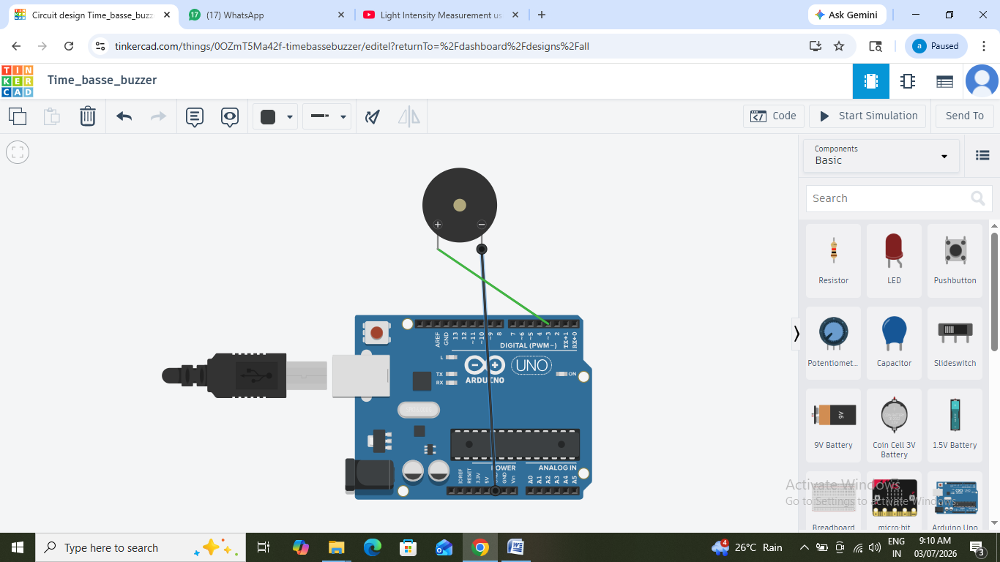 Circuit design Time_basse_buzz
17 (17) WhatsApp
Light Intensity Measurement us
Ask Gemini
tinkercad.com/things/0OZmT5Ma42f-timebassebuzzer/editel?returnTo=%2Fdashboard%2Fdesigns%2Fall
a Paused
TIN
KER
CAD
Time_basse_buzzer
Code
Start Simulation
Send To
Components
Basic
Search
Resistor
LED
Pushbutton
Potentiomet...
Capacitor
Slideswitch
9V
9V Battery
Coin Cell 3V
Battery
1.5V Battery
Breadboard
micro:bit
Arduino Uno
+ −
AREF
GND
13
12
~11
~10
~9
8
7
~6
~5
4
~3
2
TX→1
RX←0
DIGITAL (PWM~)
L
TX
RX
UNO
ARDUINO
ON
POWER
ANALOG IN
IOREF
RESET
3.3V
5V
GND
Vin
A0
A1
A2
A3
A4
A5
Activate Windows
Go to Settings to activate Windows.
Type here to search
4
26°C Rain
ENG
IN
9:10 AM
03/07/2026
3